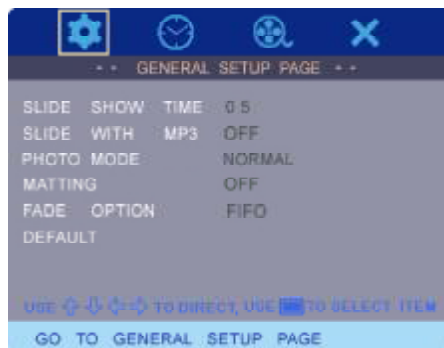 - - GENERAL SETUP PAGE - -
SLIDE SHOW TIME 0 5
SLIDE WITH MP3 OFF
PHOTO MODE NORMAL
MATTING OFF
FADE OPTION FIFO
DEFAULT
USE TO DIRECT, USE TO SELECT ITEM
GO TO GENERAL SETUP PAGE